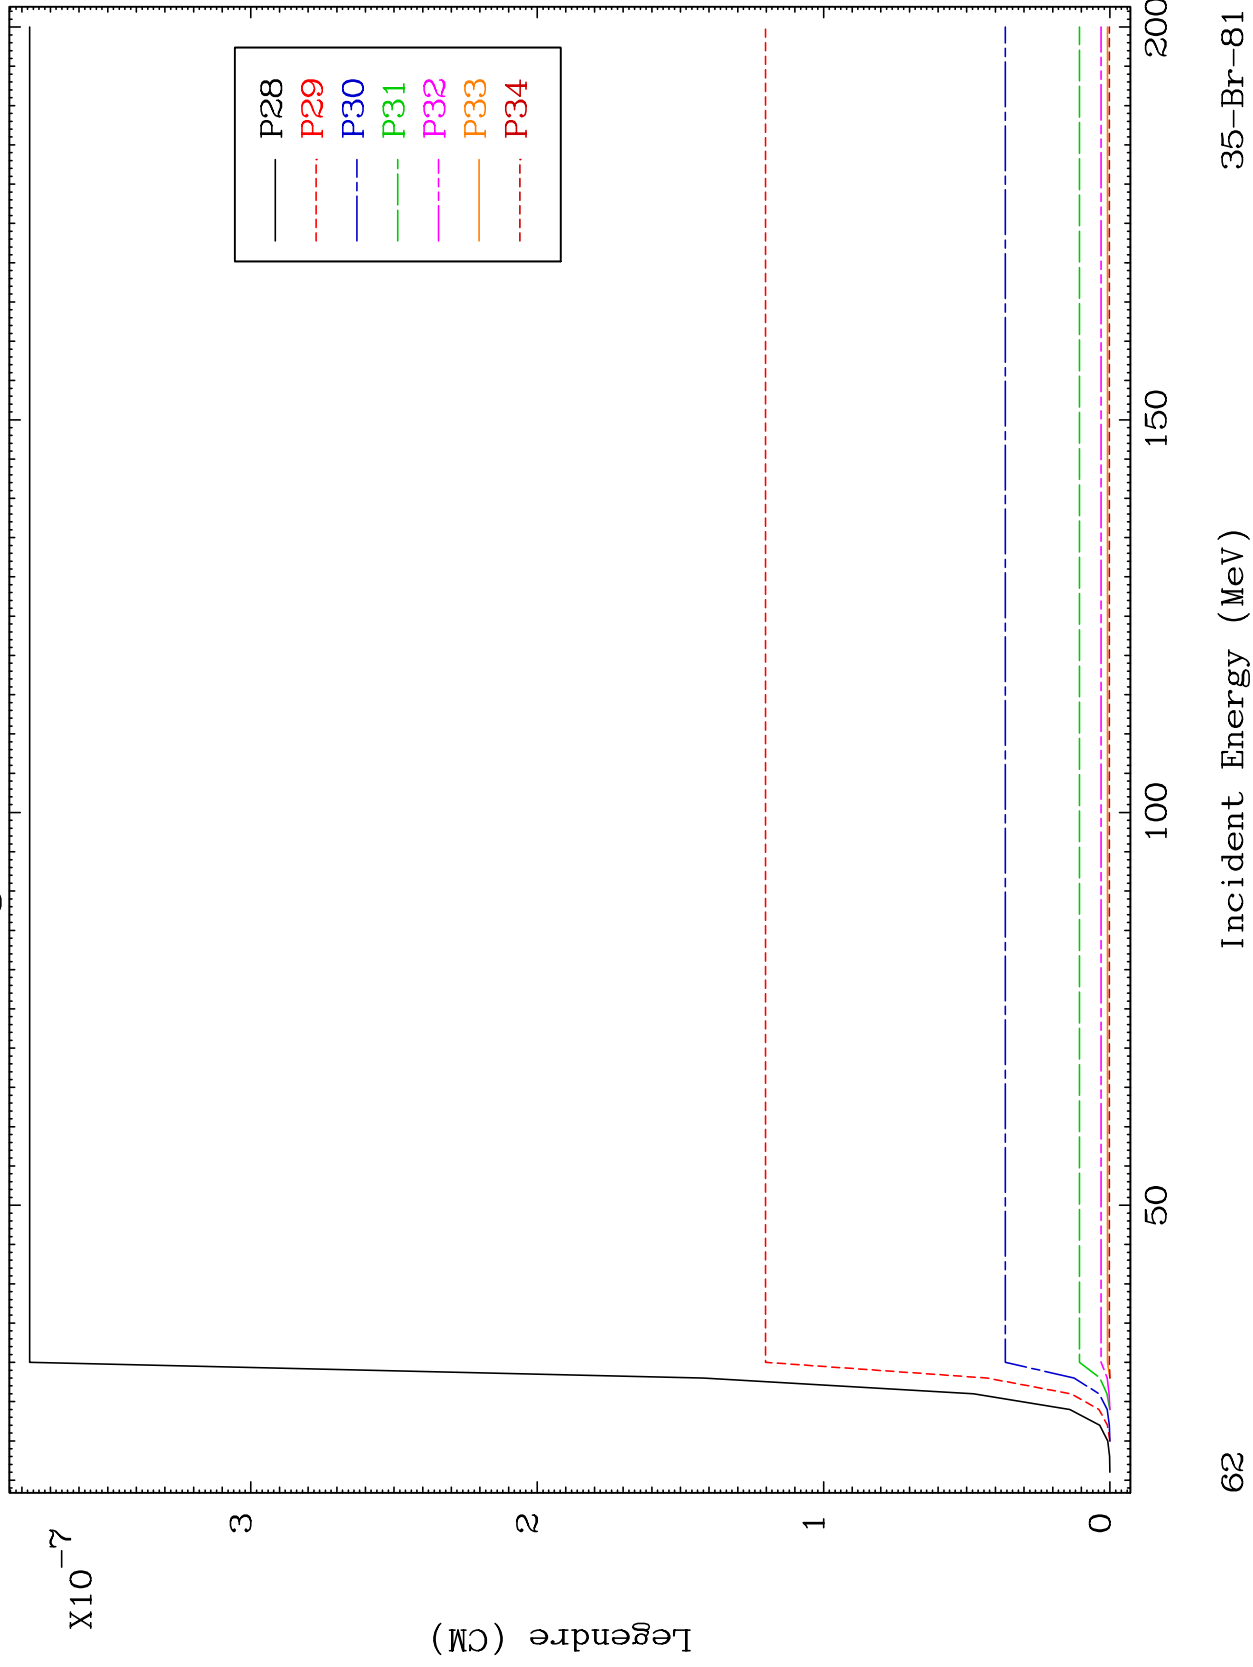 X10
-7
3
2
1
0
Legendre (CM)
P28
P29
P30
P31
P32
P33
P34
50
100
150
200
Incident Energy (MeV)
62
35-Br-81